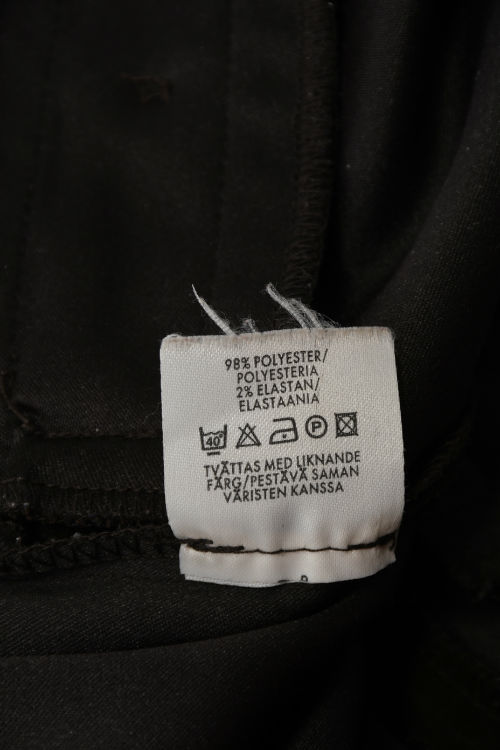 98% POLYESTER/
POLYESTERIA
2% ELASTAN/
ELASTAANIA
40°
P
TVÄTTAS MED LIKNANDE
FÄRG/PESTÄVÄ SAMAN
VÄRISTEN KANSSA